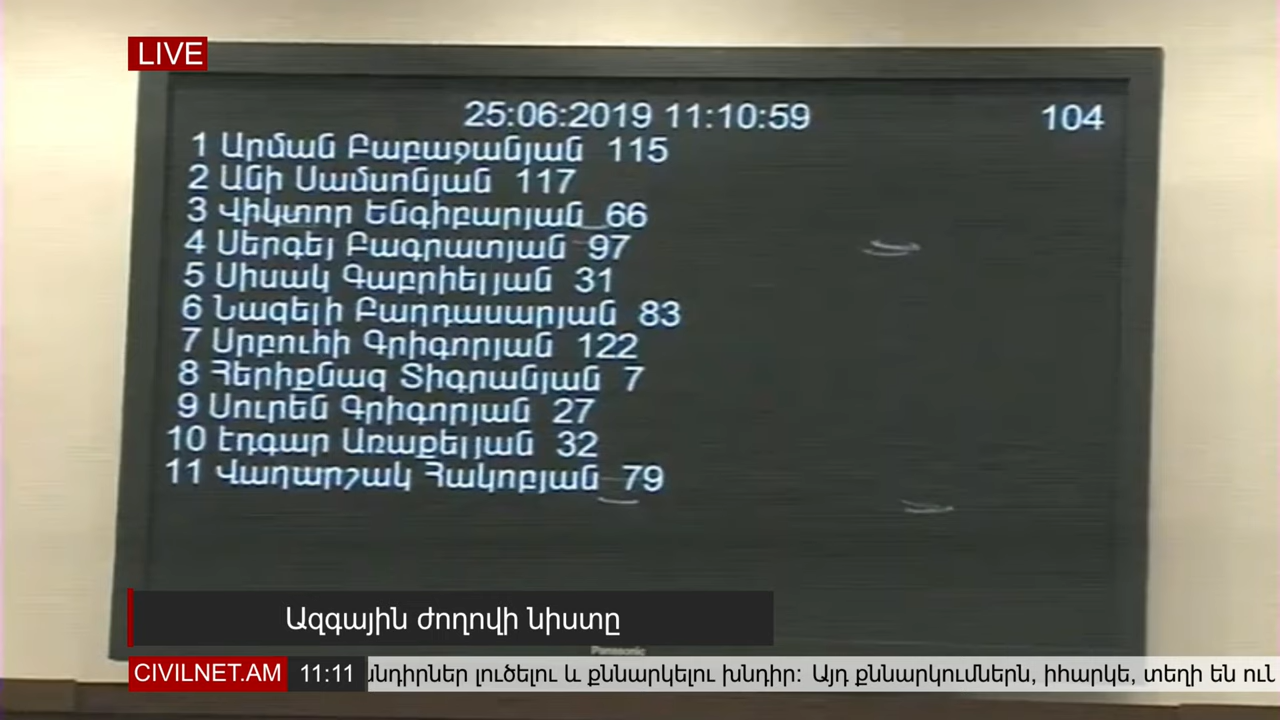 LIVE
25:06:2019 11:10:59 104
1 Արման Բաբաջանյան 115
2 Անի Սամսոնյան 117
3 Վիկտոր Ենգիբարյան 66
4 Սերգեյ Բագրատյան 97
5 Սիսակ Գաբրիելյան 31
6 Նազելի Բաղդասարյան 83
7 Սրբուհի Գրիգորյան 122
8 Հերիքնազ Տիգրանյան 7
9 Սուրեն Գրիգորյան 27
10 Էդգար Առաքելյան 32
11 Վաղարշակ Հակոբյան 79
Ազգային ժողովի նիստը
Panasonic
CIVILNET.AM 11:11 անդիրներ լուծելու և քննարկելու խնդիր: Այդ քննարկումներն, իհարկե, տեղի են ուն